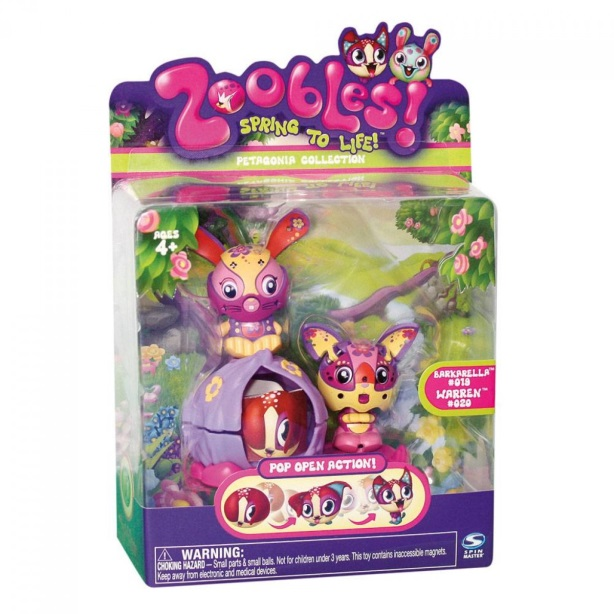 Zoobles!
SPRING TO LIFE!™
PETAGONIA COLLECTION
AGES
4+
BARKARELLA™
#019
WARREN™
#020
POP OPEN ACTION!
WARNING:
CHOKING HAZARD — Small parts & small balls. Not for children under 3 years. This toy contains inaccessible magnets.
Keep away from electronic and medical devices.
SPIN
MASTER